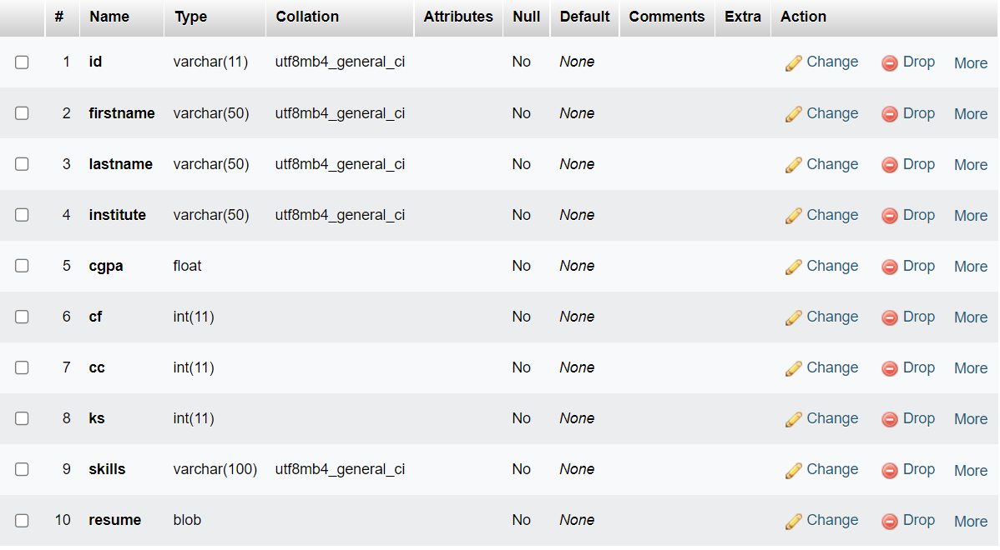 # Name Type Collation Attributes Null Default Comments Extra Action
1 id varchar(11) utf8mb4_general_ci No None Change Drop More
2 firstname varchar(50) utf8mb4_general_ci No None Change Drop More
3 lastname varchar(50) utf8mb4_general_ci No None Change Drop More
4 institute varchar(50) utf8mb4_general_ci No None Change Drop More
5 cgpa float No None Change Drop More
6 cf int(11) No None Change Drop More
7 cc int(11) No None Change Drop More
8 ks int(11) No None Change Drop More
9 skills varchar(100) utf8mb4_general_ci No None Change Drop More
10 resume blob No None Change Drop More